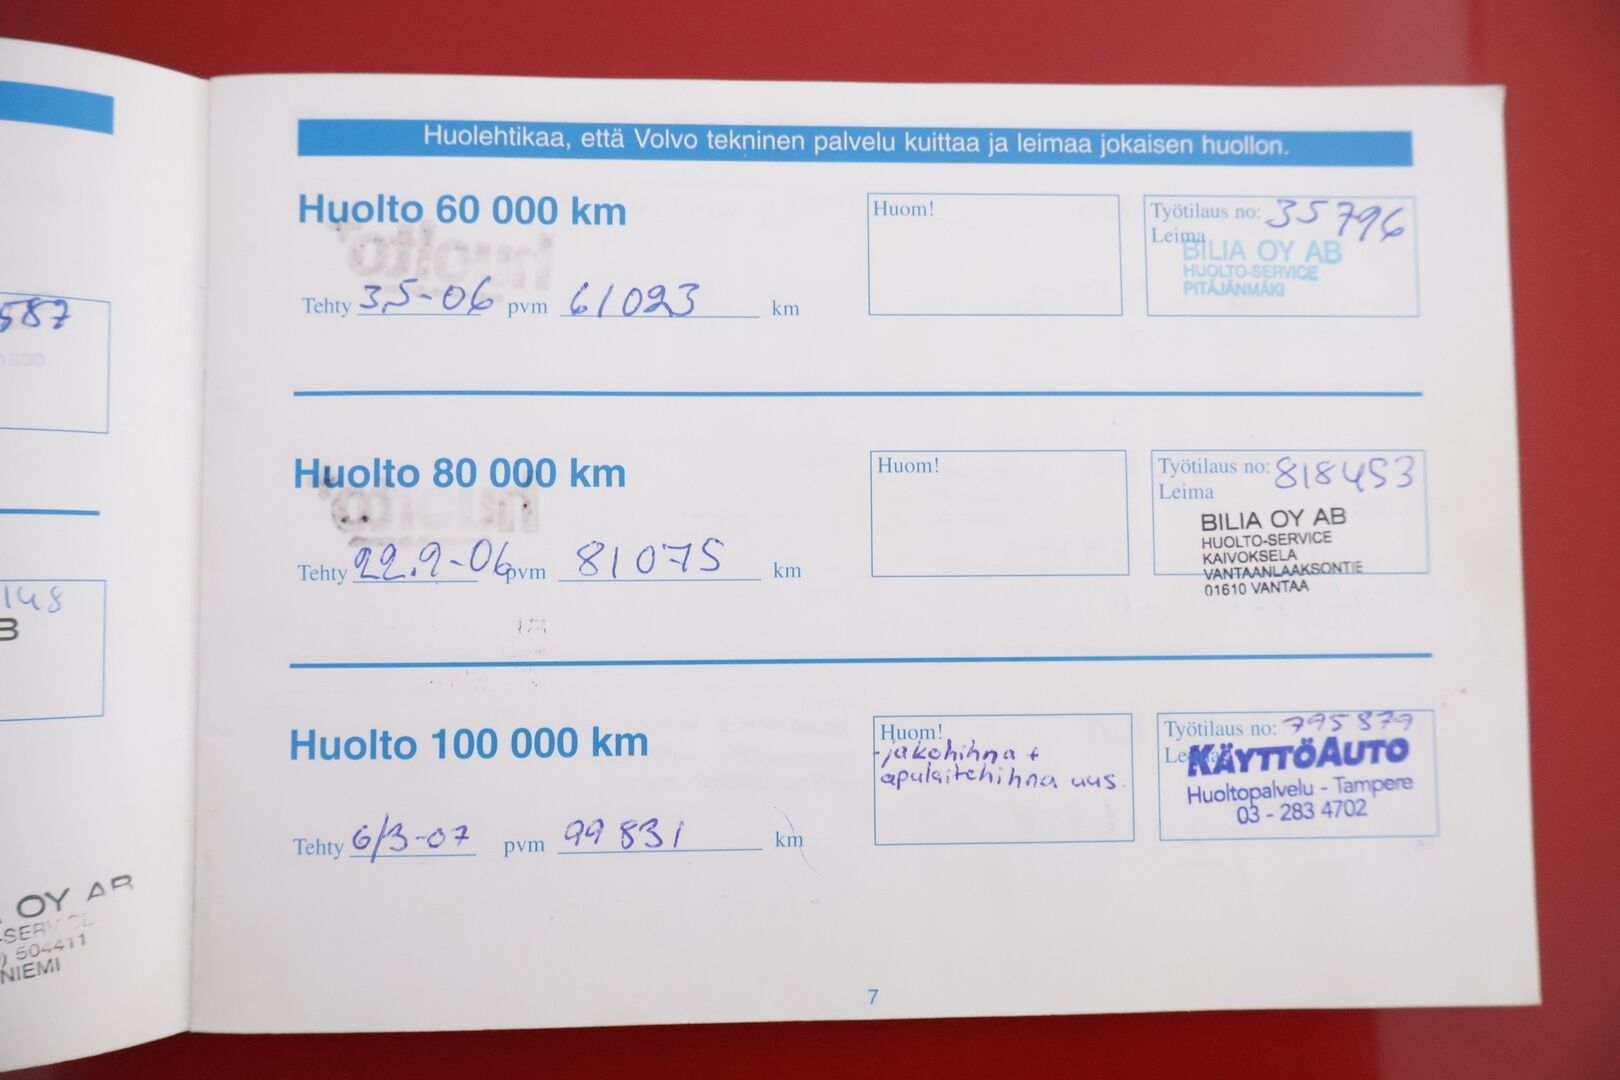 587
1500
148
B
OY AB
-SERVICE
) 504411
NIEMI
Huolehtikaa, että Volvo tekninen palvelu kuittaa ja leimaa jokaisen huollon.
Huolto 60 000 km
Huom!
Työtilaus no: 35796
Leima
BILIA OY AB
HUOLTO-SERVICE
PITÄJÄNMÄKI
Tehty 3.5-06 pvm 61023 km
Huolto 80 000 km
Huom!
Työtilaus no: 818453
Leima
BILIA OY AB
HUOLTO-SERVICE
KAIVOKSELA
VANTAANLAAKSONTIE
01610 VANTAA
Tehty 22.9-06 pvm 81075 km
Huolto 100 000 km
Huom!
-jakohihna +
apulaitehihna uus.
Työtilaus no: 795879
Leima
KÄYTTÖAUTO
Huoltopalvelu - Tampere
03 - 283 4702
Tehty 6/3-07 pvm 99831 km
7